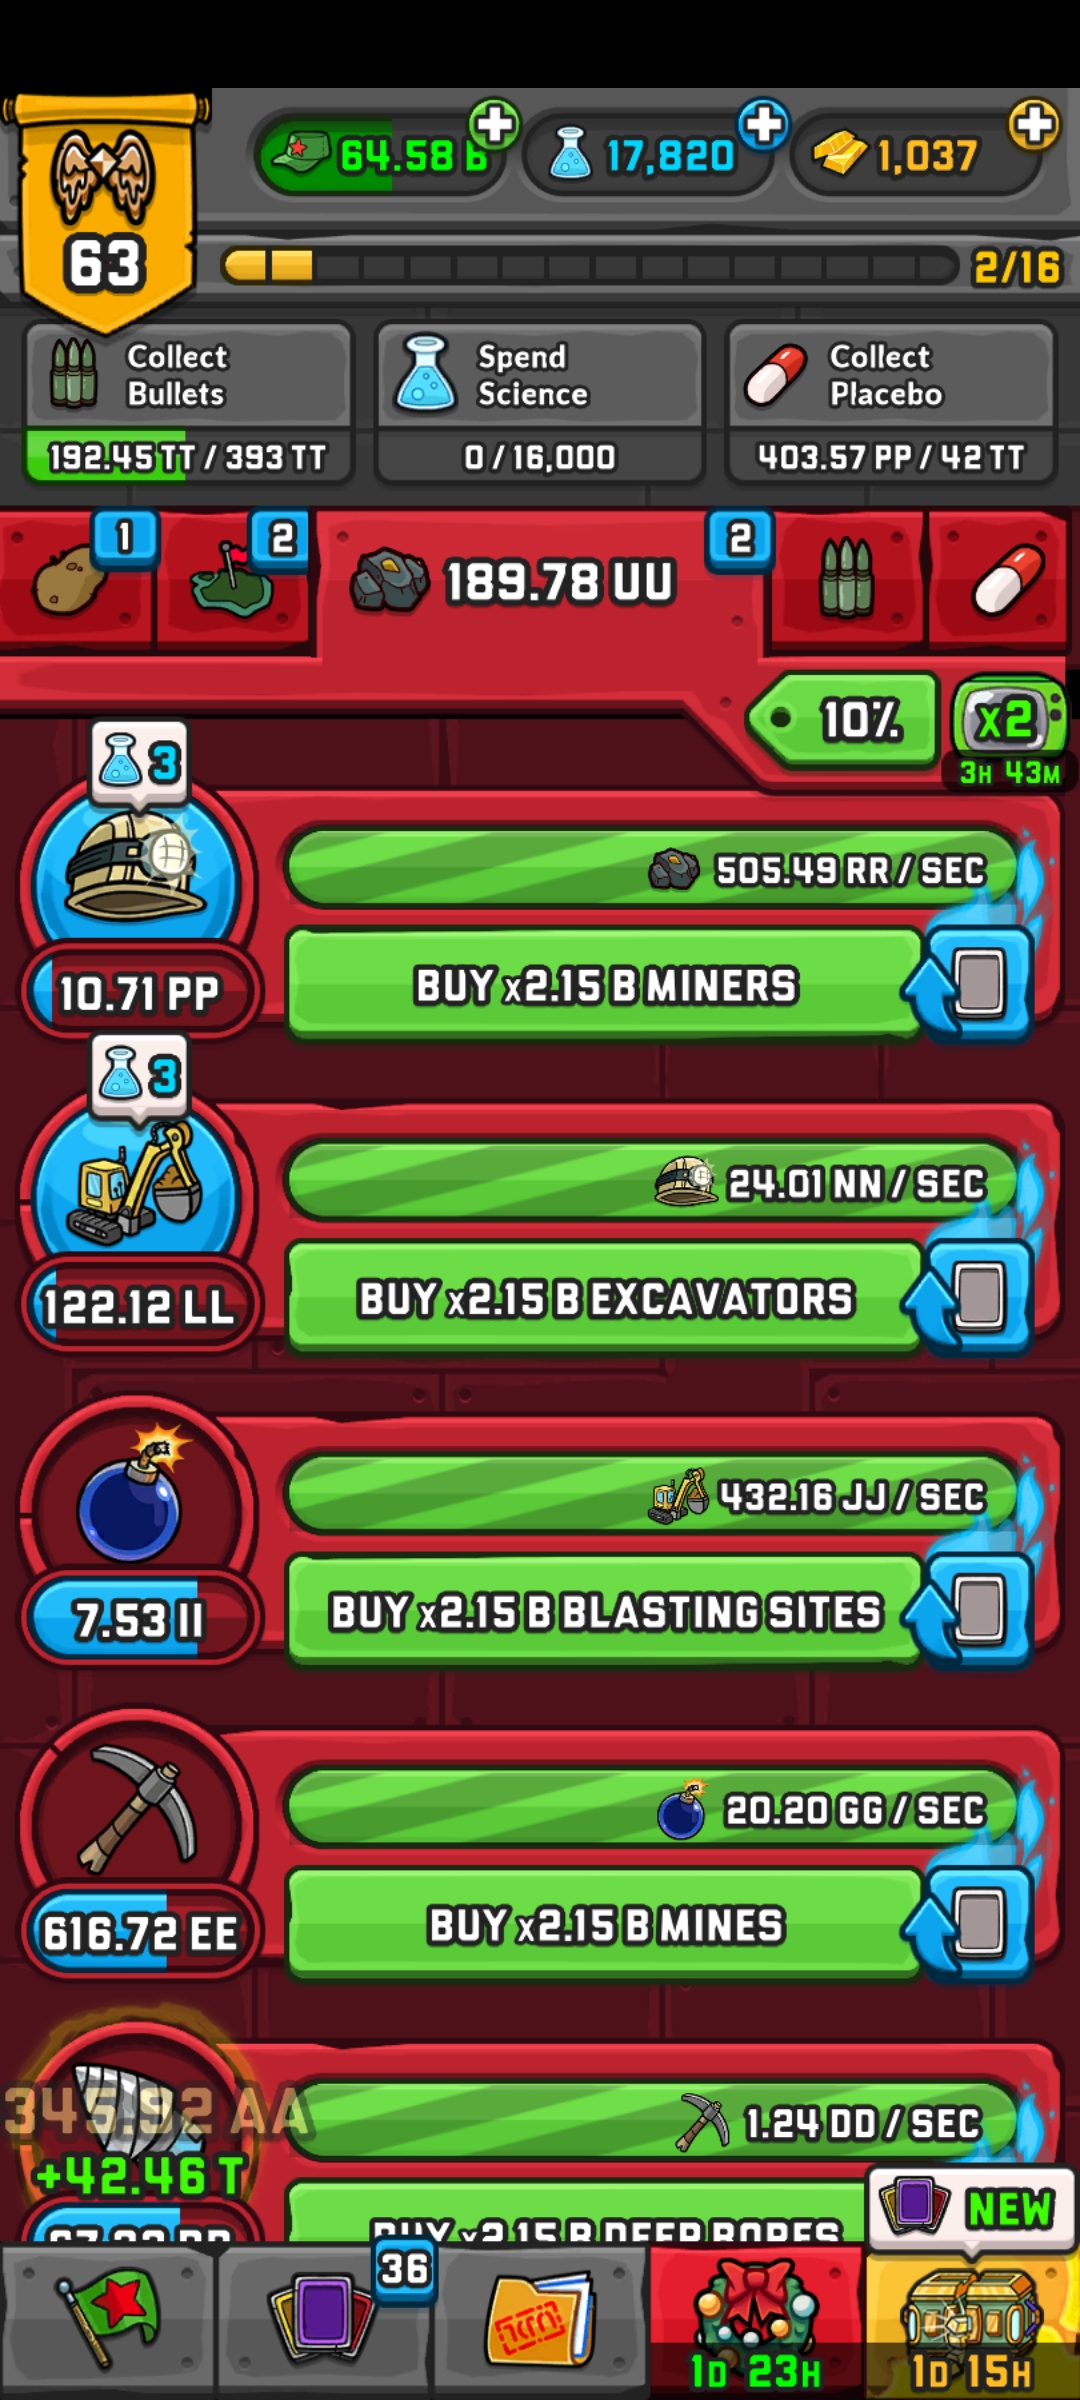 64.58 B
17,820
1,037
63
2/16
Collect
Bullets
192.45 TT / 393 TT
Spend
Science
0 / 16,000
Collect
Placebo
403.57 PP / 42 TT
1
2
189.78 UU
2
10%
x2
3H 43M
3
505.49 RR / SEC
BUY x2.15 B MINERS
10.71 PP
3
24.01 NN / SEC
BUY x2.15 B EXCAVATORS
122.12 LL
432.16 JJ / SEC
BUY x2.15 B BLASTING SITES
7.53 II
20.20 GG / SEC
BUY x2.15 B MINES
616.72 EE
345.92 AA
+42.46 T
1.24 DD / SEC
BUY x2.15 B DEEP BORES
NEW
36
1D 23H
1D 15H